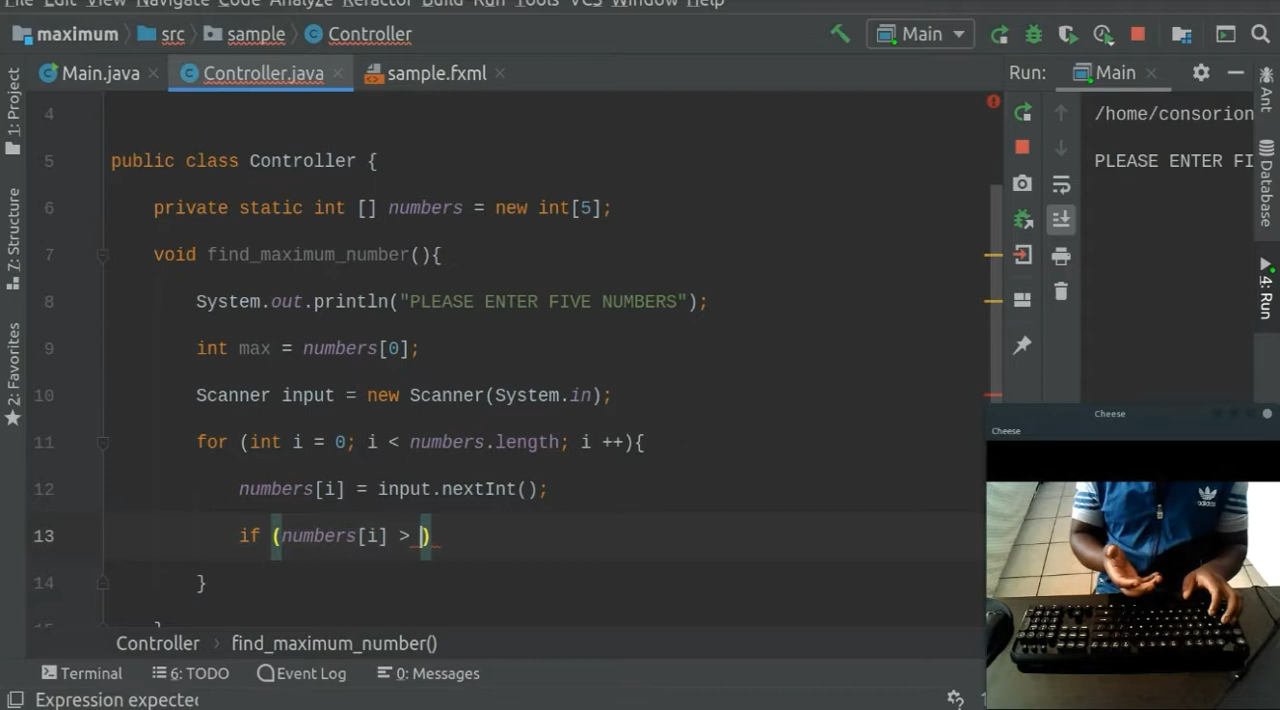 File Edit View Navigate Code Analyze Refactor Build Run Tools VCS Window Help
maximum src sample Controller Main
Main.java Controller.java sample.fxml Run: Main
1: Project
7: Structure
2: Favorites
4
5 public class Controller {
6 private static int [] numbers = new int[5];
7 void find_maximum_number(){
8 System.out.println("PLEASE ENTER FIVE NUMBERS");
9 int max = numbers[0];
10 Scanner input = new Scanner(System.in);
11 for (int i = 0; i < numbers.length; i ++){
12 numbers[i] = input.nextInt();
13 if (numbers[i] > )
14 }
/home/consorion
PLEASE ENTER FI
Ant
Database
4: Run
Cheese
Cheese
adidas
Controller find_maximum_number()
Terminal 6: TODO Event Log 0: Messages
Expression expected